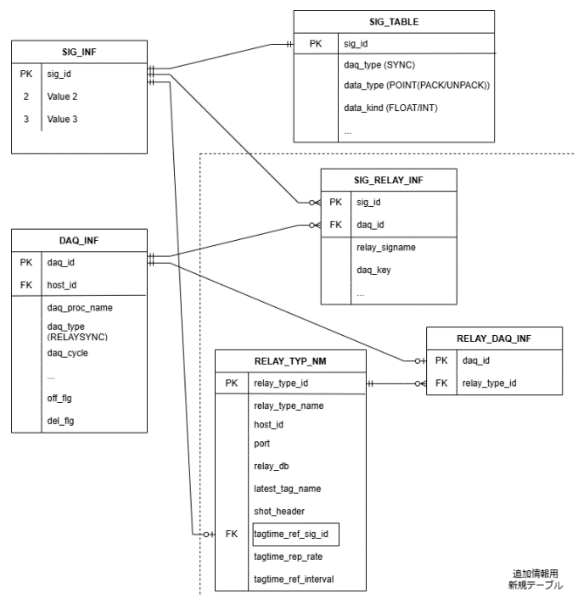 SIG_TABLE
PK sig_id
daq_type (SYNC)
data_type (POINT(PACK/UNPACK))
data_kind (FLOAT/INT)
...
SIG_INF
PK sig_id
2 Value 2
3 Value 3
SIG_RELAY_INF
PK sig_id
FK daq_id
relay_signame
daq_key
...
DAQ_INF
PK daq_id
FK host_id
daq_proc_name
daq_type
(RELAYSYNC)
daq_cycle
...
off_flg
del_flg
RELAY_DAQ_INF
PK daq_id
FK relay_type_id
RELAY_TYP_NM
PK relay_type_id
relay_type_name
host_id
port
relay_db
latest_tag_name
shot_header
FK tagtime_ref_sig_id
tagtime_rep_rate
tagtime_ref_interval
追加情報用
新規テーブル